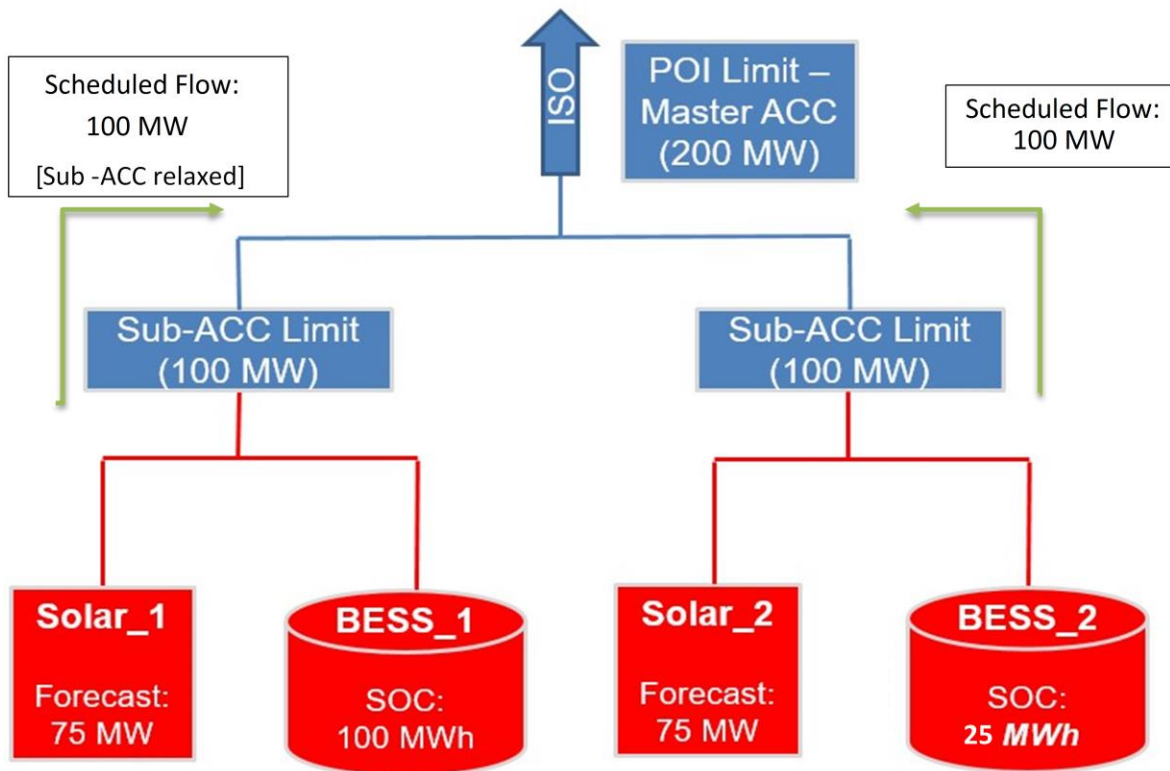 Scheduled Flow:
100 MW
[Sub -ACC relaxed]
ISO
POI Limit –
Master ACC
(200 MW)
Scheduled Flow:
100 MW
Sub-ACC Limit
(100 MW)
Sub-ACC Limit
(100 MW)
Solar_1
Forecast:
75 MW
BESS_1
SOC:
100 MWh
Solar_2
Forecast:
75 MW
BESS_2
SOC:
25 MWh